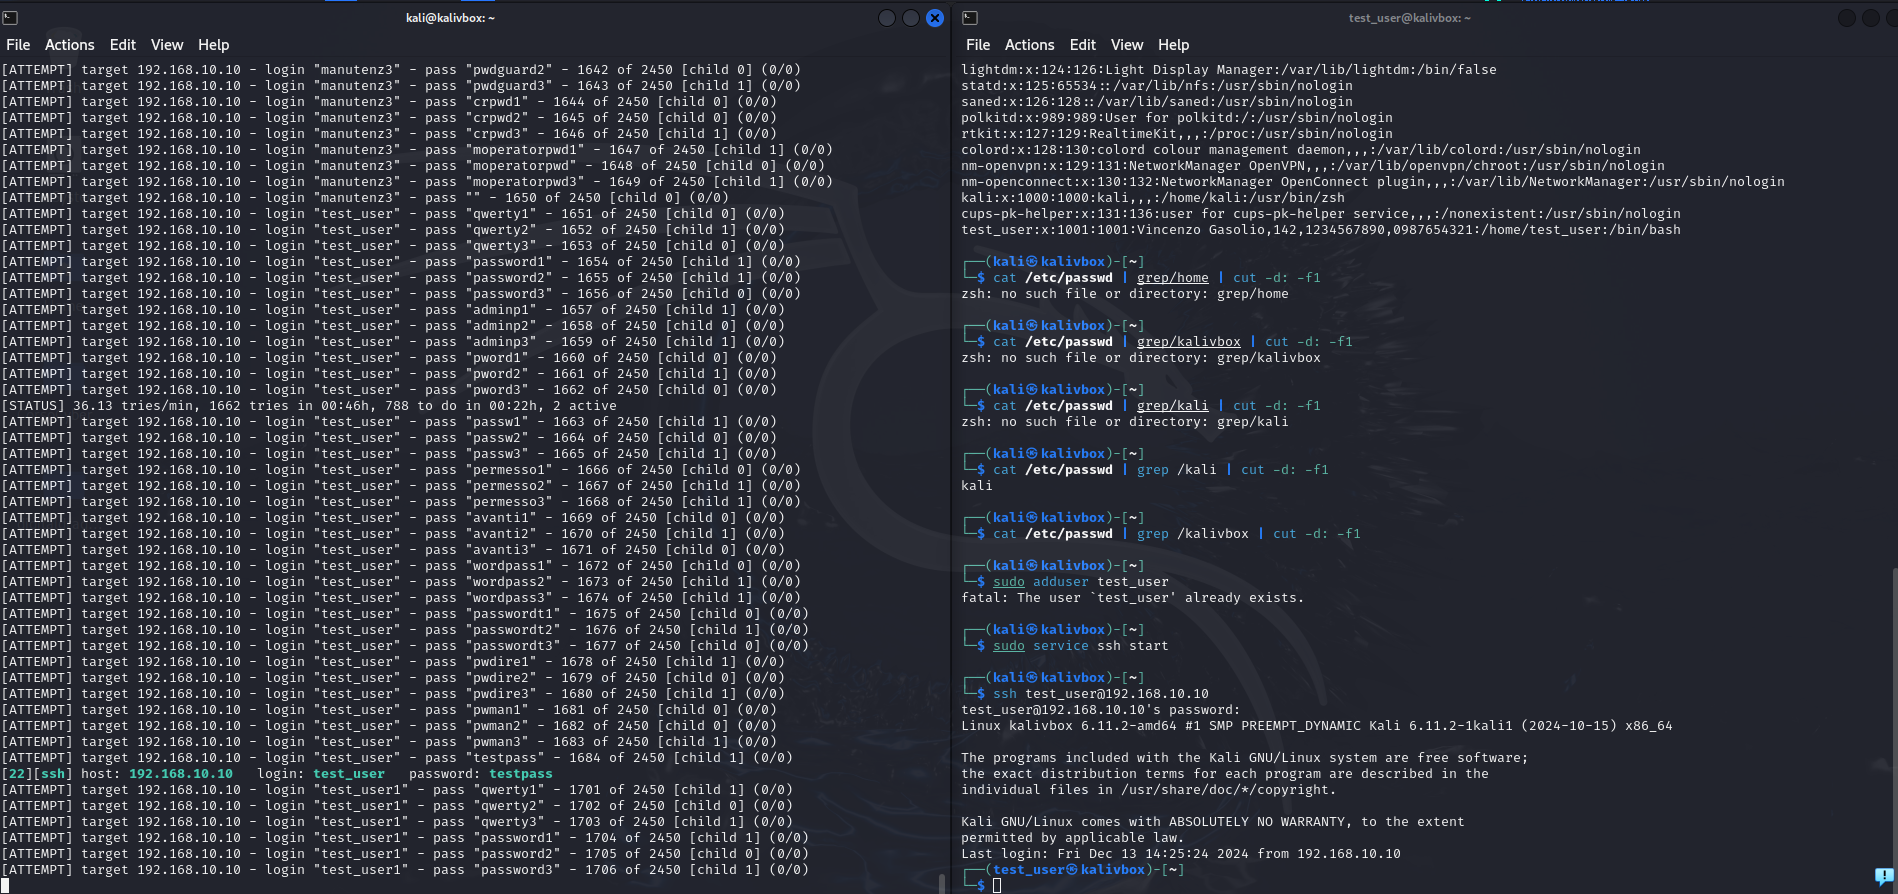 kali@kalivbox: ~
File Actions Edit View Help
[ATTEMPT] target 192.168.10.10 - login "manutenz3" - pass "pwdguard2" - 1642 of 2450 [child 0] (0/0)
[ATTEMPT] target 192.168.10.10 - login "manutenz3" - pass "pwdguard3" - 1643 of 2450 [child 1] (0/0)
[ATTEMPT] target 192.168.10.10 - login "manutenz3" - pass "crpwd1" - 1644 of 2450 [child 0] (0/0)
[ATTEMPT] target 192.168.10.10 - login "manutenz3" - pass "crpwd2" - 1645 of 2450 [child 0] (0/0)
[ATTEMPT] target 192.168.10.10 - login "manutenz3" - pass "crpwd3" - 1646 of 2450 [child 1] (0/0)
[ATTEMPT] target 192.168.10.10 - login "manutenz3" - pass "moperatorpwd1" - 1647 of 2450 [child 1] (0/0)
[ATTEMPT] target 192.168.10.10 - login "manutenz3" - pass "moperatorpwd" - 1648 of 2450 [child 0] (0/0)
[ATTEMPT] target 192.168.10.10 - login "manutenz3" - pass "moperatorpwd3" - 1649 of 2450 [child 1] (0/0)
[ATTEMPT] target 192.168.10.10 - login "manutenz3" - pass "" - 1650 of 2450 [child 0] (0/0)
[ATTEMPT] target 192.168.10.10 - login "test_user" - pass "qwerty1" - 1651 of 2450 [child 0] (0/0)
[ATTEMPT] target 192.168.10.10 - login "test_user" - pass "qwerty2" - 1652 of 2450 [child 1] (0/0)
[ATTEMPT] target 192.168.10.10 - login "test_user" - pass "qwerty3" - 1653 of 2450 [child 0] (0/0)
[ATTEMPT] target 192.168.10.10 - login "test_user" - pass "password1" - 1654 of 2450 [child 1] (0/0)
[ATTEMPT] target 192.168.10.10 - login "test_user" - pass "password2" - 1655 of 2450 [child 1] (0/0)
[ATTEMPT] target 192.168.10.10 - login "test_user" - pass "password3" - 1656 of 2450 [child 0] (0/0)
[ATTEMPT] target 192.168.10.10 - login "test_user" - pass "adminp1" - 1657 of 2450 [child 1] (0/0)
[ATTEMPT] target 192.168.10.10 - login "test_user" - pass "adminp2" - 1658 of 2450 [child 0] (0/0)
[ATTEMPT] target 192.168.10.10 - login "test_user" - pass "adminp3" - 1659 of 2450 [child 1] (0/0)
[ATTEMPT] target 192.168.10.10 - login "test_user" - pass "pword1" - 1660 of 2450 [child 0] (0/0)
[ATTEMPT] target 192.168.10.10 - login "test_user" - pass "pword2" - 1661 of 2450 [child 1] (0/0)
[ATTEMPT] target 192.168.10.10 - login "test_user" - pass "pword3" - 1662 of 2450 [child 0] (0/0)
[STATUS] 36.13 tries/min, 1662 tries in 00:46h, 788 to do in 00:22h, 2 active
[ATTEMPT] target 192.168.10.10 - login "test_user" - pass "passw1" - 1663 of 2450 [child 1] (0/0)
[ATTEMPT] target 192.168.10.10 - login "test_user" - pass "passw2" - 1664 of 2450 [child 0] (0/0)
[ATTEMPT] target 192.168.10.10 - login "test_user" - pass "passw3" - 1665 of 2450 [child 1] (0/0)
[ATTEMPT] target 192.168.10.10 - login "test_user" - pass "permesso1" - 1666 of 2450 [child 0] (0/0)
[ATTEMPT] target 192.168.10.10 - login "test_user" - pass "permesso2" - 1667 of 2450 [child 1] (0/0)
[ATTEMPT] target 192.168.10.10 - login "test_user" - pass "permesso3" - 1668 of 2450 [child 1] (0/0)
[ATTEMPT] target 192.168.10.10 - login "test_user" - pass "avanti1" - 1669 of 2450 [child 0] (0/0)
[ATTEMPT] target 192.168.10.10 - login "test_user" - pass "avanti2" - 1670 of 2450 [child 1] (0/0)
[ATTEMPT] target 192.168.10.10 - login "test_user" - pass "avanti3" - 1671 of 2450 [child 0] (0/0)
[ATTEMPT] target 192.168.10.10 - login "test_user" - pass "wordpass1" - 1672 of 2450 [child 0] (0/0)
[ATTEMPT] target 192.168.10.10 - login "test_user" - pass "wordpass2" - 1673 of 2450 [child 1] (0/0)
[ATTEMPT] target 192.168.10.10 - login "test_user" - pass "wordpass3" - 1674 of 2450 [child 1] (0/0)
[ATTEMPT] target 192.168.10.10 - login "test_user" - pass "passwordt1" - 1675 of 2450 [child 0] (0/0)
[ATTEMPT] target 192.168.10.10 - login "test_user" - pass "passwordt2" - 1676 of 2450 [child 1] (0/0)
[ATTEMPT] target 192.168.10.10 - login "test_user" - pass "passwordt3" - 1677 of 2450 [child 0] (0/0)
[ATTEMPT] target 192.168.10.10 - login "test_user" - pass "pwdire1" - 1678 of 2450 [child 1] (0/0)
[ATTEMPT] target 192.168.10.10 - login "test_user" - pass "pwdire2" - 1679 of 2450 [child 0] (0/0)
[ATTEMPT] target 192.168.10.10 - login "test_user" - pass "pwdire3" - 1680 of 2450 [child 1] (0/0)
[ATTEMPT] target 192.168.10.10 - login "test_user" - pass "pwman1" - 1681 of 2450 [child 0] (0/0)
[ATTEMPT] target 192.168.10.10 - login "test_user" - pass "pwman2" - 1682 of 2450 [child 0] (0/0)
[ATTEMPT] target 192.168.10.10 - login "test_user" - pass "pwman3" - 1683 of 2450 [child 1] (0/0)
[ATTEMPT] target 192.168.10.10 - login "test_user" - pass "testpass" - 1684 of 2450 [child 1] (0/0)
[22][ssh] host: 192.168.10.10 login: test_user password: testpass
[ATTEMPT] target 192.168.10.10 - login "test_user1" - pass "qwerty1" - 1701 of 2450 [child 1] (0/0)
[ATTEMPT] target 192.168.10.10 - login "test_user1" - pass "qwerty2" - 1702 of 2450 [child 0] (0/0)
[ATTEMPT] target 192.168.10.10 - login "test_user1" - pass "qwerty3" - 1703 of 2450 [child 1] (0/0)
[ATTEMPT] target 192.168.10.10 - login "test_user1" - pass "password1" - 1704 of 2450 [child 1] (0/0)
[ATTEMPT] target 192.168.10.10 - login "test_user1" - pass "password2" - 1705 of 2450 [child 0] (0/0)
[ATTEMPT] target 192.168.10.10 - login "test_user1" - pass "password3" - 1706 of 2450 [child 1] (0/0)
test_user@kalivbox: ~
File Actions Edit View Help
lightdm:x:124:126:Light Display Manager:/var/lib/lightdm:/bin/false
statd:x:125:65534::/var/lib/nfs:/usr/sbin/nologin
saned:x:126:128::/var/lib/saned:/usr/sbin/nologin
polkitd:x:989:989:User for polkitd:/:/usr/sbin/nologin
rtkit:x:127:129:RealtimeKit,,,:/proc:/usr/sbin/nologin
colord:x:128:130:colord colour management daemon,,,:/var/lib/colord:/usr/sbin/nologin
nm-openvpn:x:129:131:NetworkManager OpenVPN,,,:/var/lib/openvpn/chroot:/usr/sbin/nologin
nm-openconnect:x:130:132:NetworkManager OpenConnect plugin,,,:/var/lib/NetworkManager:/usr/sbin/nologin
kali:x:1000:1000:kali,,,:/home/kali:/usr/bin/zsh
cups-pk-helper:x:131:136:user for cups-pk-helper service,,,:/nonexistent:/usr/sbin/nologin
test_user:x:1001:1001:Vincenzo Gasolio,142,1234567890,0987654321:/home/test_user:/bin/bash
┌──(kali㉿kalivbox)-[~]
└─$ cat /etc/passwd | grep/home | cut -d: -f1
zsh: no such file or directory: grep/home
┌──(kali㉿kalivbox)-[~]
└─$ cat /etc/passwd | grep/kalivbox | cut -d: -f1
zsh: no such file or directory: grep/kalivbox
┌──(kali㉿kalivbox)-[~]
└─$ cat /etc/passwd | grep/kali | cut -d: -f1
zsh: no such file or directory: grep/kali
┌──(kali㉿kalivbox)-[~]
└─$ cat /etc/passwd | grep /kali | cut -d: -f1
kali
┌──(kali㉿kalivbox)-[~]
└─$ cat /etc/passwd | grep /kalivbox | cut -d: -f1
┌──(kali㉿kalivbox)-[~]
└─$ sudo adduser test_user
fatal: The user `test_user' already exists.
┌──(kali㉿kalivbox)-[~]
└─$ sudo service ssh start
┌──(kali㉿kalivbox)-[~]
└─$ ssh test_user@192.168.10.10
test_user@192.168.10.10's password:
Linux kalivbox 6.11.2-amd64 #1 SMP PREEMPT_DYNAMIC Kali 6.11.2-1kali1 (2024-10-15) x86_64
The programs included with the Kali GNU/Linux system are free software;
the exact distribution terms for each program are described in the
individual files in /usr/share/doc/*/copyright.
Kali GNU/Linux comes with ABSOLUTELY NO WARRANTY, to the extent
permitted by applicable law.
Last login: Fri Dec 13 14:25:24 2024 from 192.168.10.10
┌──(test_user㉿kalivbox)-[~]
└─$